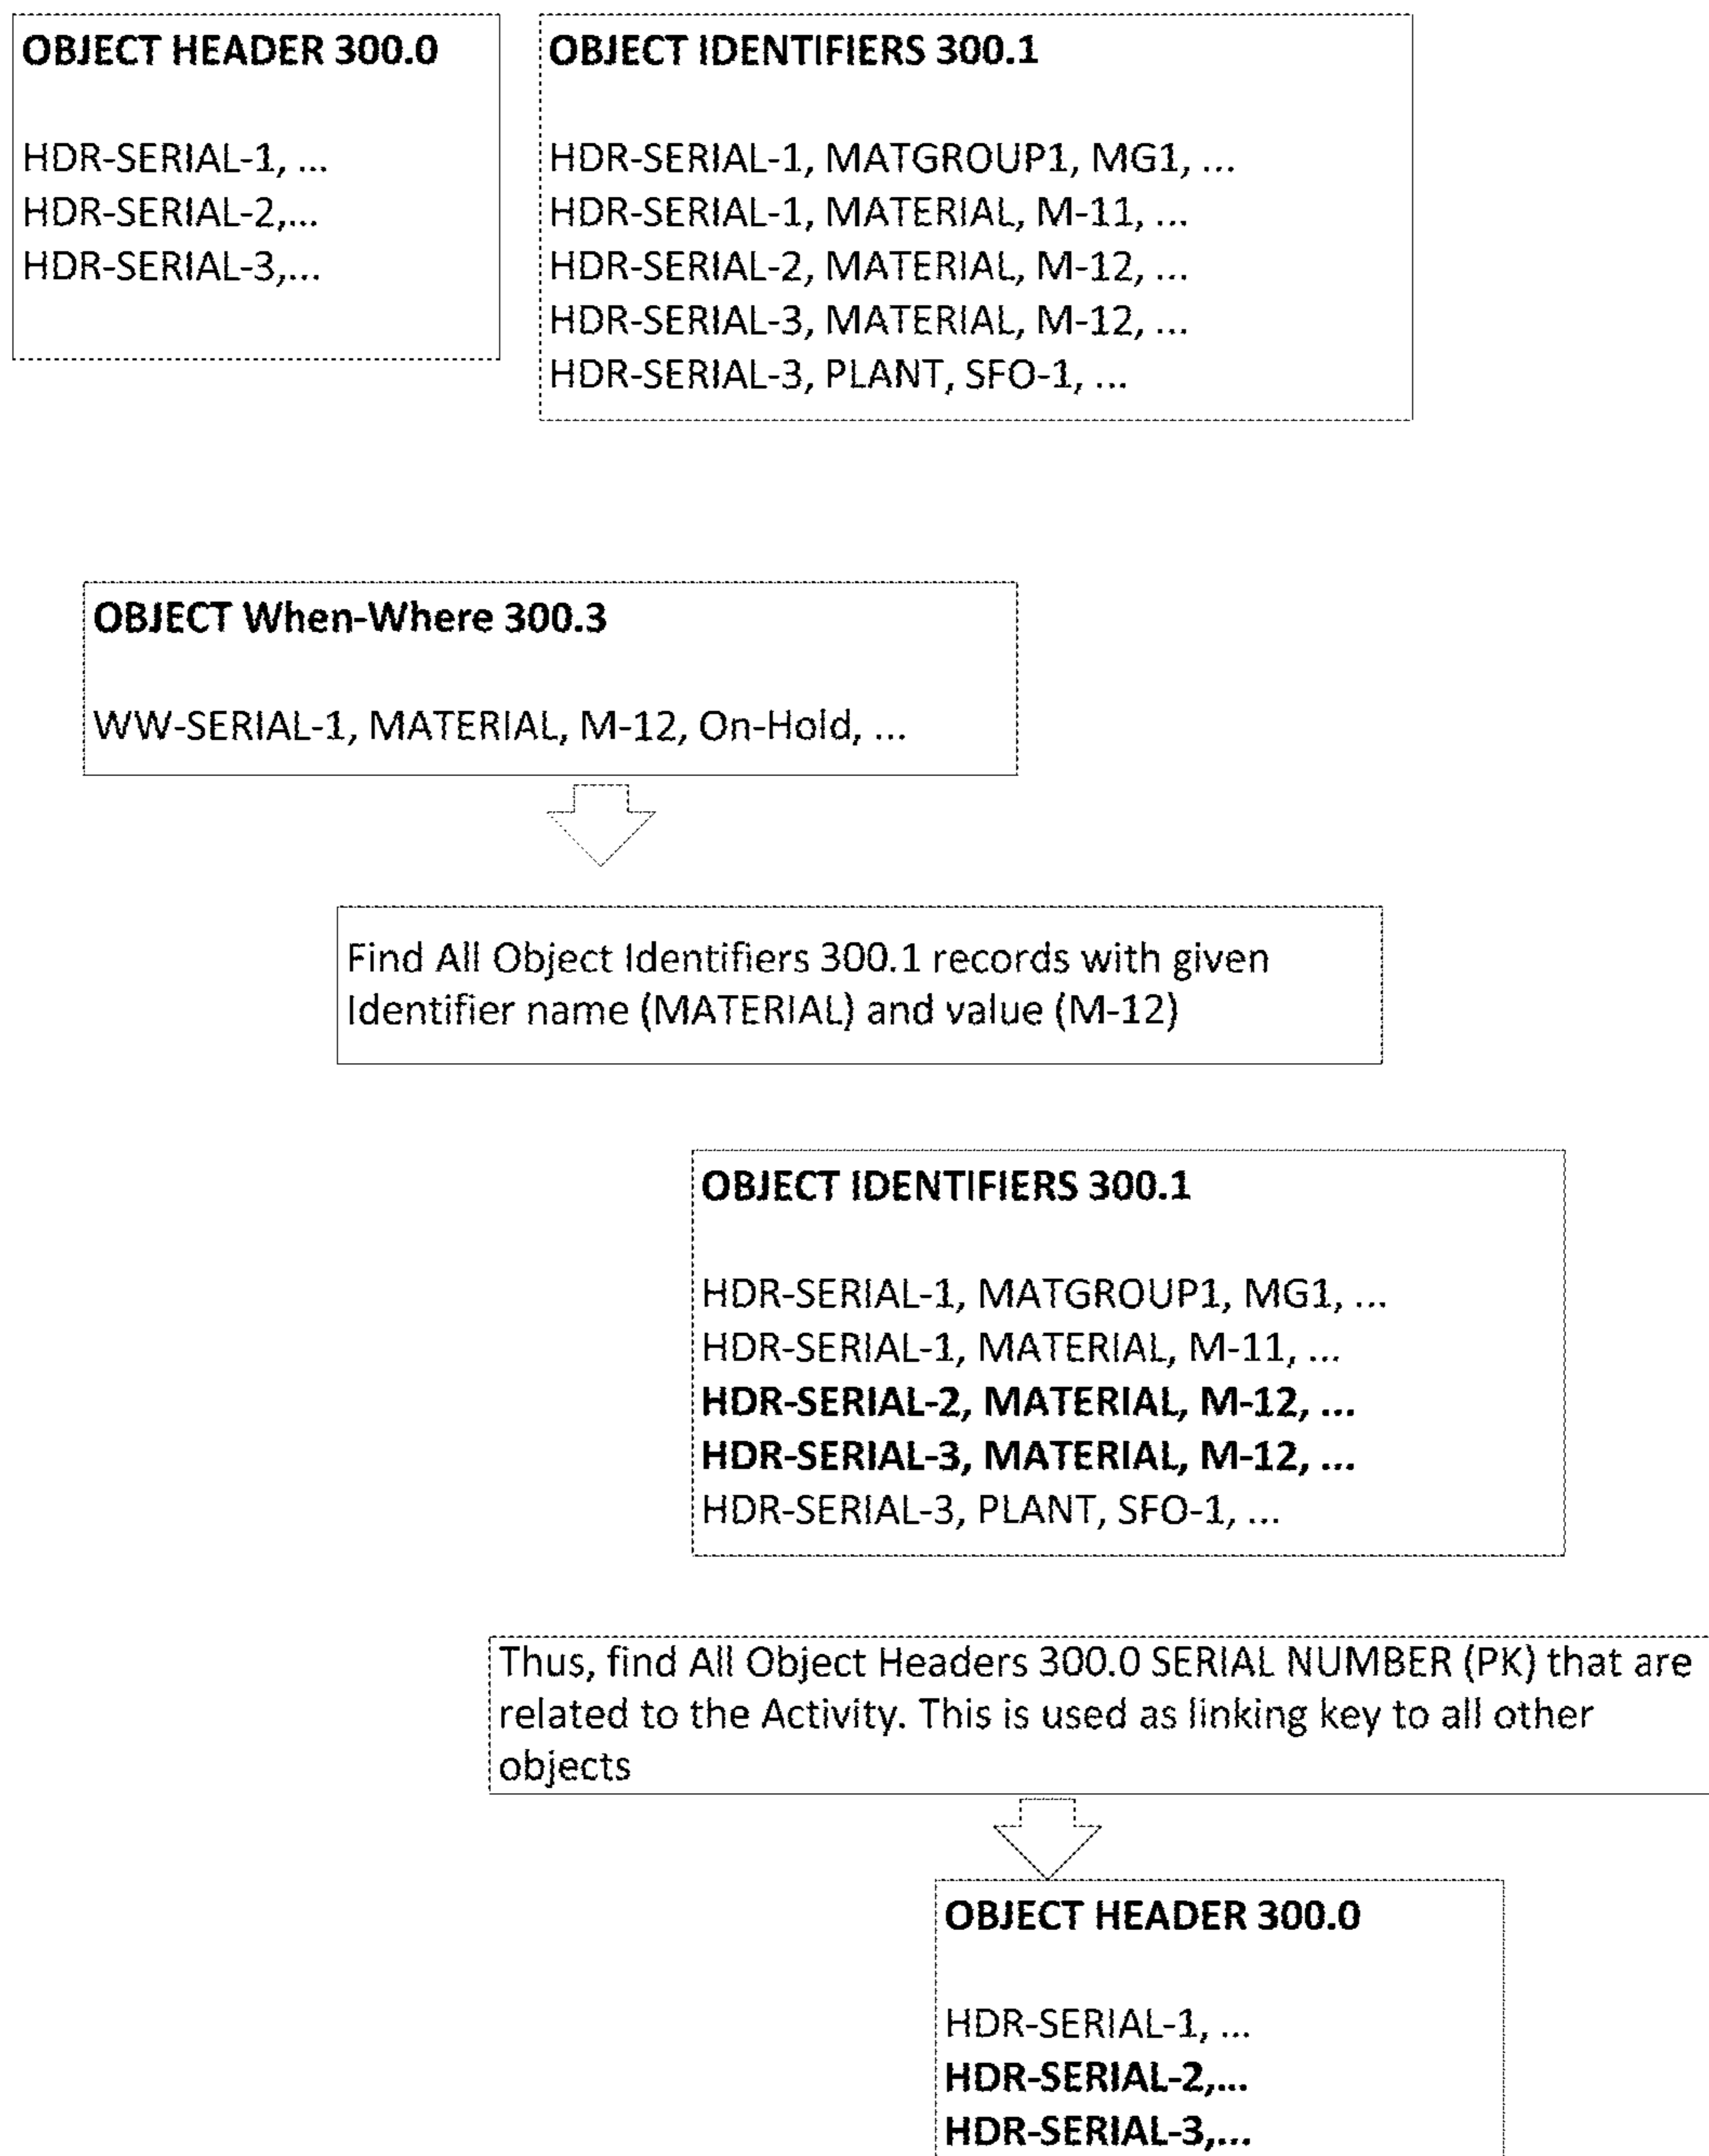 OBJECT HEADER 300.0
HDR-SERIAL-1, ...
HDR-SERIAL-2,...
HDR-SERIAL-3,...
OBJECT IDENTIFIERS 300.1
HDR-SERIAL-1, MATGROUP1, MG1, ...
HDR-SERIAL-1, MATERIAL, M-11, ...
HDR-SERIAL-2, MATERIAL, M-12, ...
HDR-SERIAL-3, MATERIAL, M-12, ...
HDR-SERIAL-3, PLANT, SFO-1, ...
OBJECT When-Where 300.3
WW-SERIAL-1, MATERIAL, M-12, On-Hold, ...
Find All Object Identifiers 300.1 records with given
Identifier name (MATERIAL) and value (M-12)
OBJECT IDENTIFIERS 300.1
HDR-SERIAL-1, MATGROUP1, MG1, ...
HDR-SERIAL-1, MATERIAL, M-11, ...
HDR-SERIAL-2, MATERIAL, M-12, ...
HDR-SERIAL-3, MATERIAL, M-12, ...
HDR-SERIAL-3, PLANT, SFO-1, ...
Thus, find All Object Headers 300.0 SERIAL NUMBER (PK) that are
related to the Activity. This is used as linking key to all other
objects
OBJECT HEADER 300.0
HDR-SERIAL-1, ...
HDR-SERIAL-2,...
HDR-SERIAL-3,...